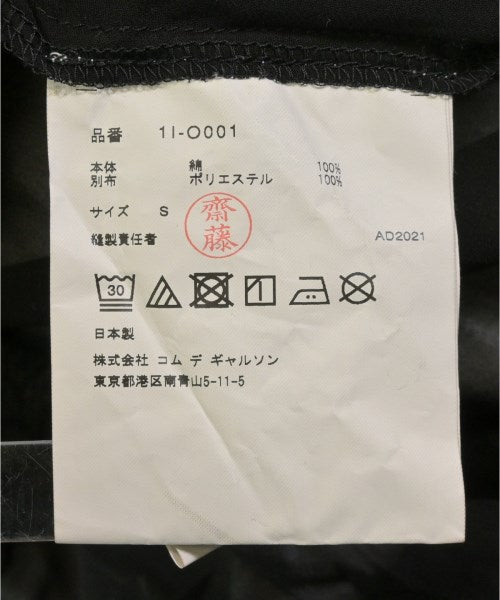 品番 1I-O001
本体 綿 100%
別布 ポリエステル 100%
サイズ S
縫製責任者
齋藤
AD2021
30
日本製
株式会社 コム デ ギャルソン
東京都港区南青山5-11-5